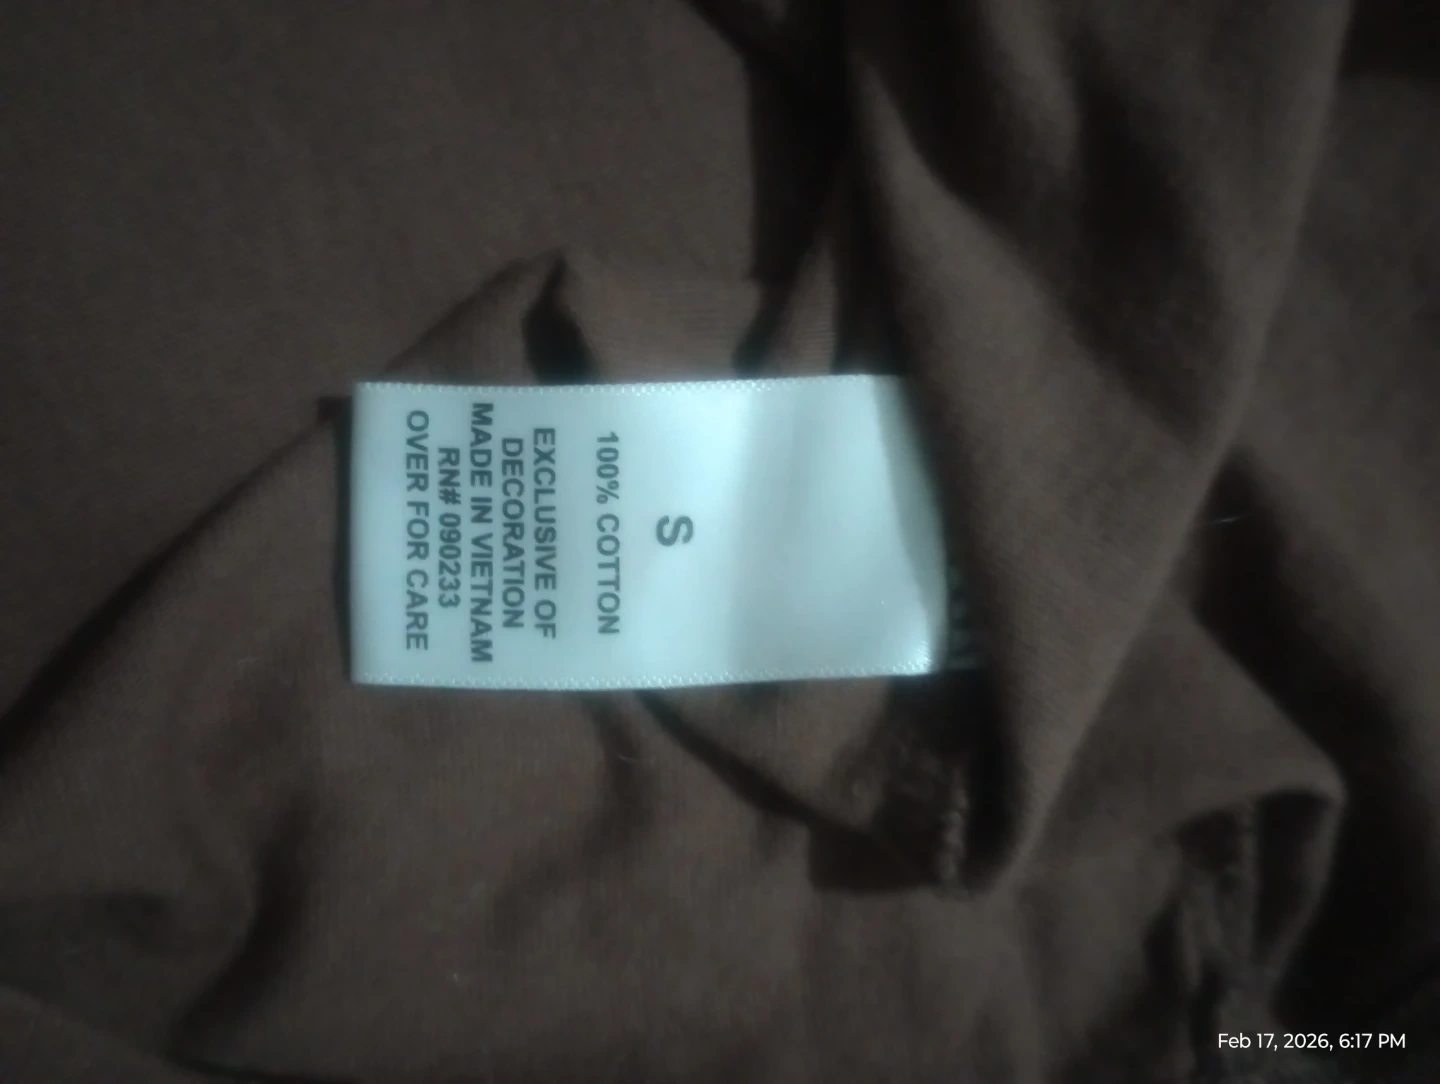 S
100% COTTON
EXCLUSIVE OF
DECORATION
MADE IN VIETNAM
RN# 090233
OVER FOR CARE
Feb 17, 2026, 6:17 PM